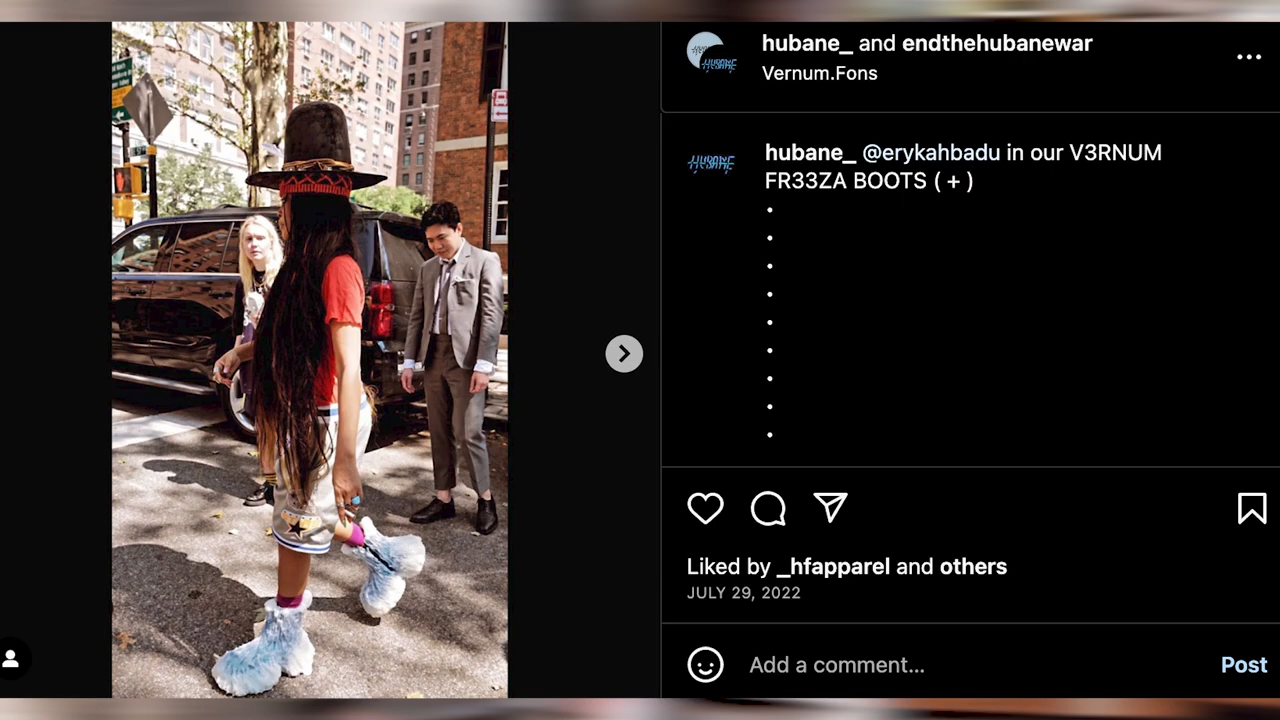 hubane_ and endthehubanewar
Vernum.Fons
hubane_ @erykahbadu in our V3RNUM
FR33ZA BOOTS ( + )
•
•
•
•
•
•
•
•
•
Liked by _hfapparel and others
JULY 29, 2022
Add a comment...
Post